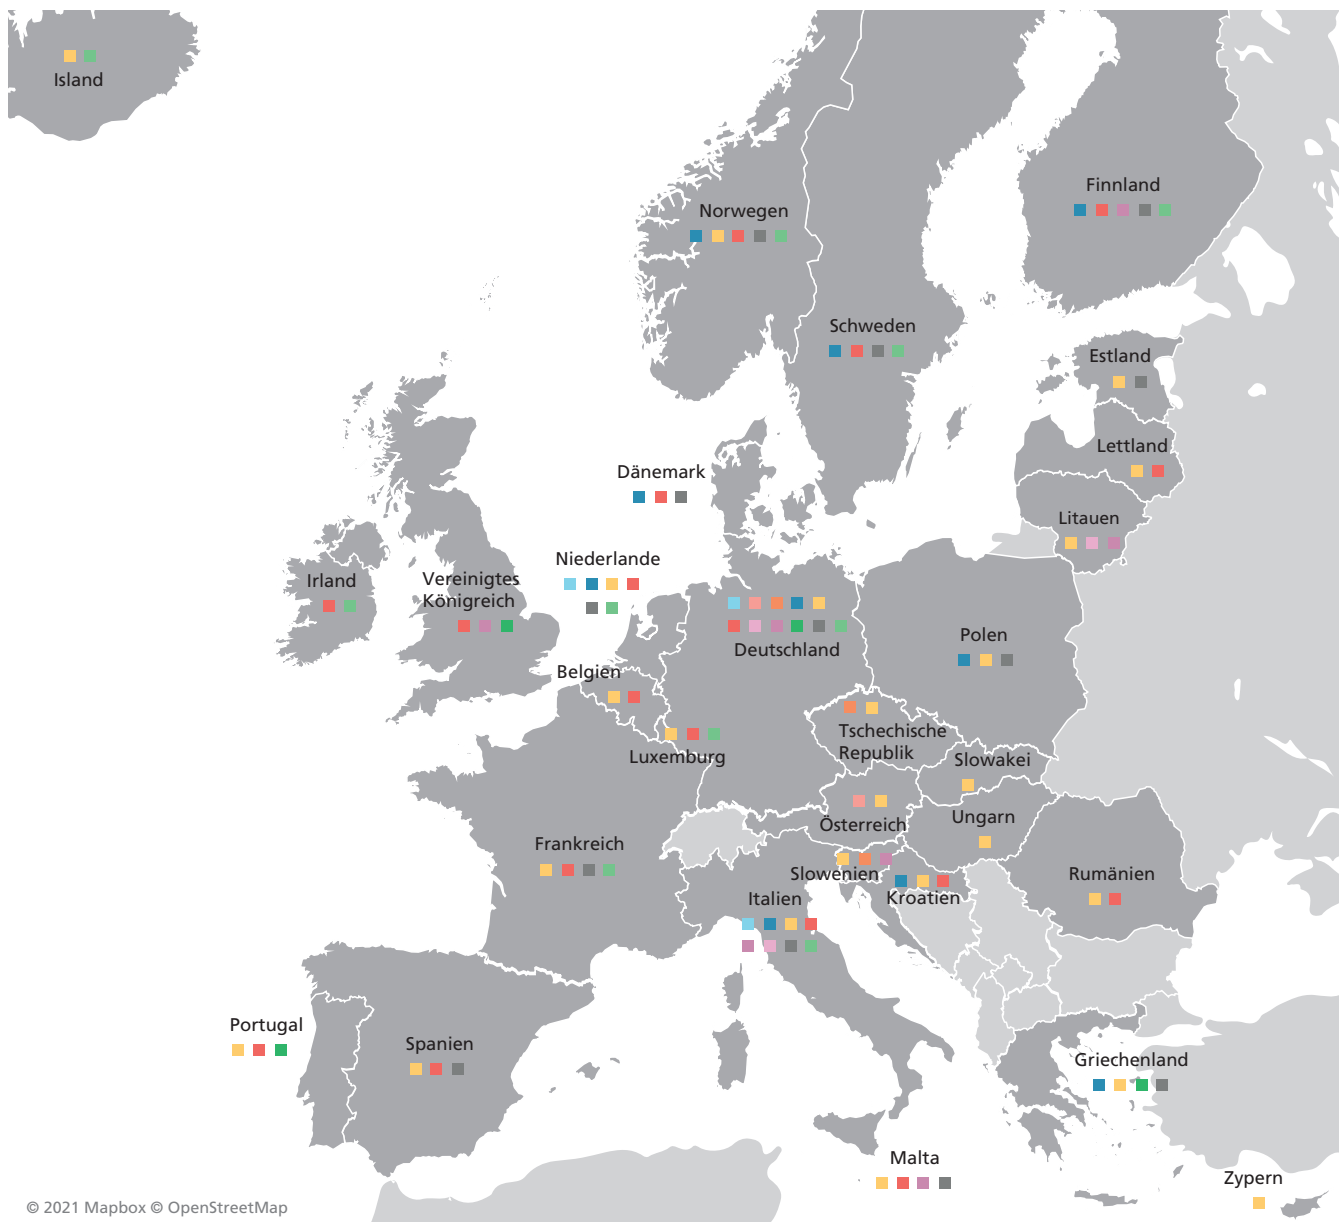 Island
Finnland
Norwegen
Schweden
Estland
Lettland
Dänemark
Litauen
Niederlande
Irland
Vereinigtes
Königreich
Polen
Deutschland
Belgien
Tschechische
Republik
Luxemburg
Slowakei
Ungarn
Österreich
Frankreich
Slowenien
Rumänien
Kroatien
Italien
Portugal
Spanien
Griechenland
Malta
Zypern
© 2021 Mapbox © OpenStreetMap